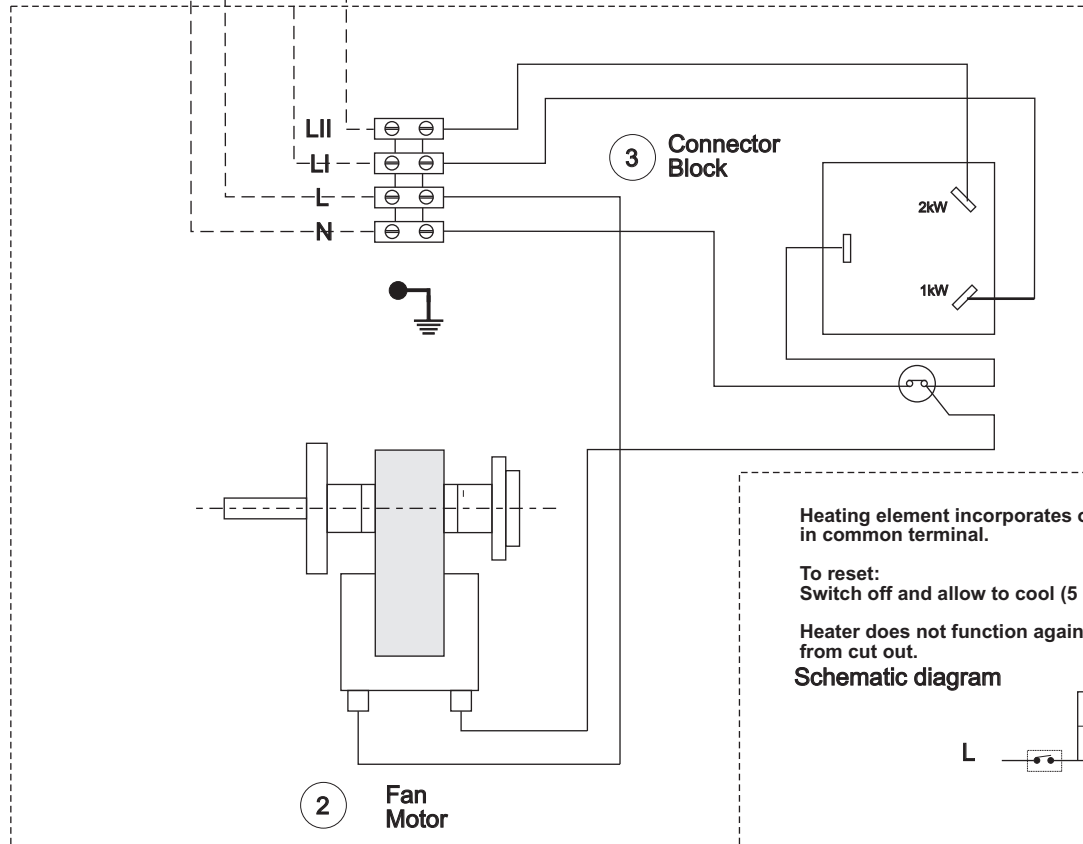 LII
LI
L
N
3
Connector
Block
2kW
1kW
Heating element incorporates
in common terminal.
To reset:
Switch off and allow to cool (5
Heater does not function again
from cut out.
Schematic diagram
L
2
Fan
Motor